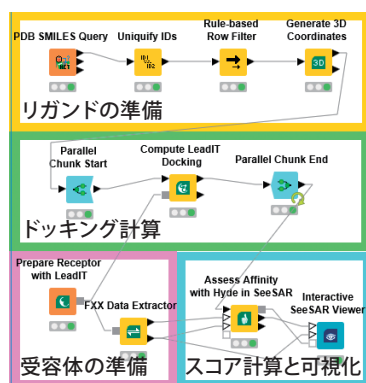 PDB SMILES Query
Uniquify IDs
Rule-based
Row Filter
Generate 3D
Coordinates
リガンドの準備
Parallel
Chunk Start
Compute LeadIT
Docking
Parallel Chunk End
ドッキング計算
Prepare Receptor
with LeadIT
FXX Data Extractor
受容体の準備
Assess Affinity
with Hyde in SeeSAR
Interactive
SeeSAR Viewer
スコア計算と可視化
3D